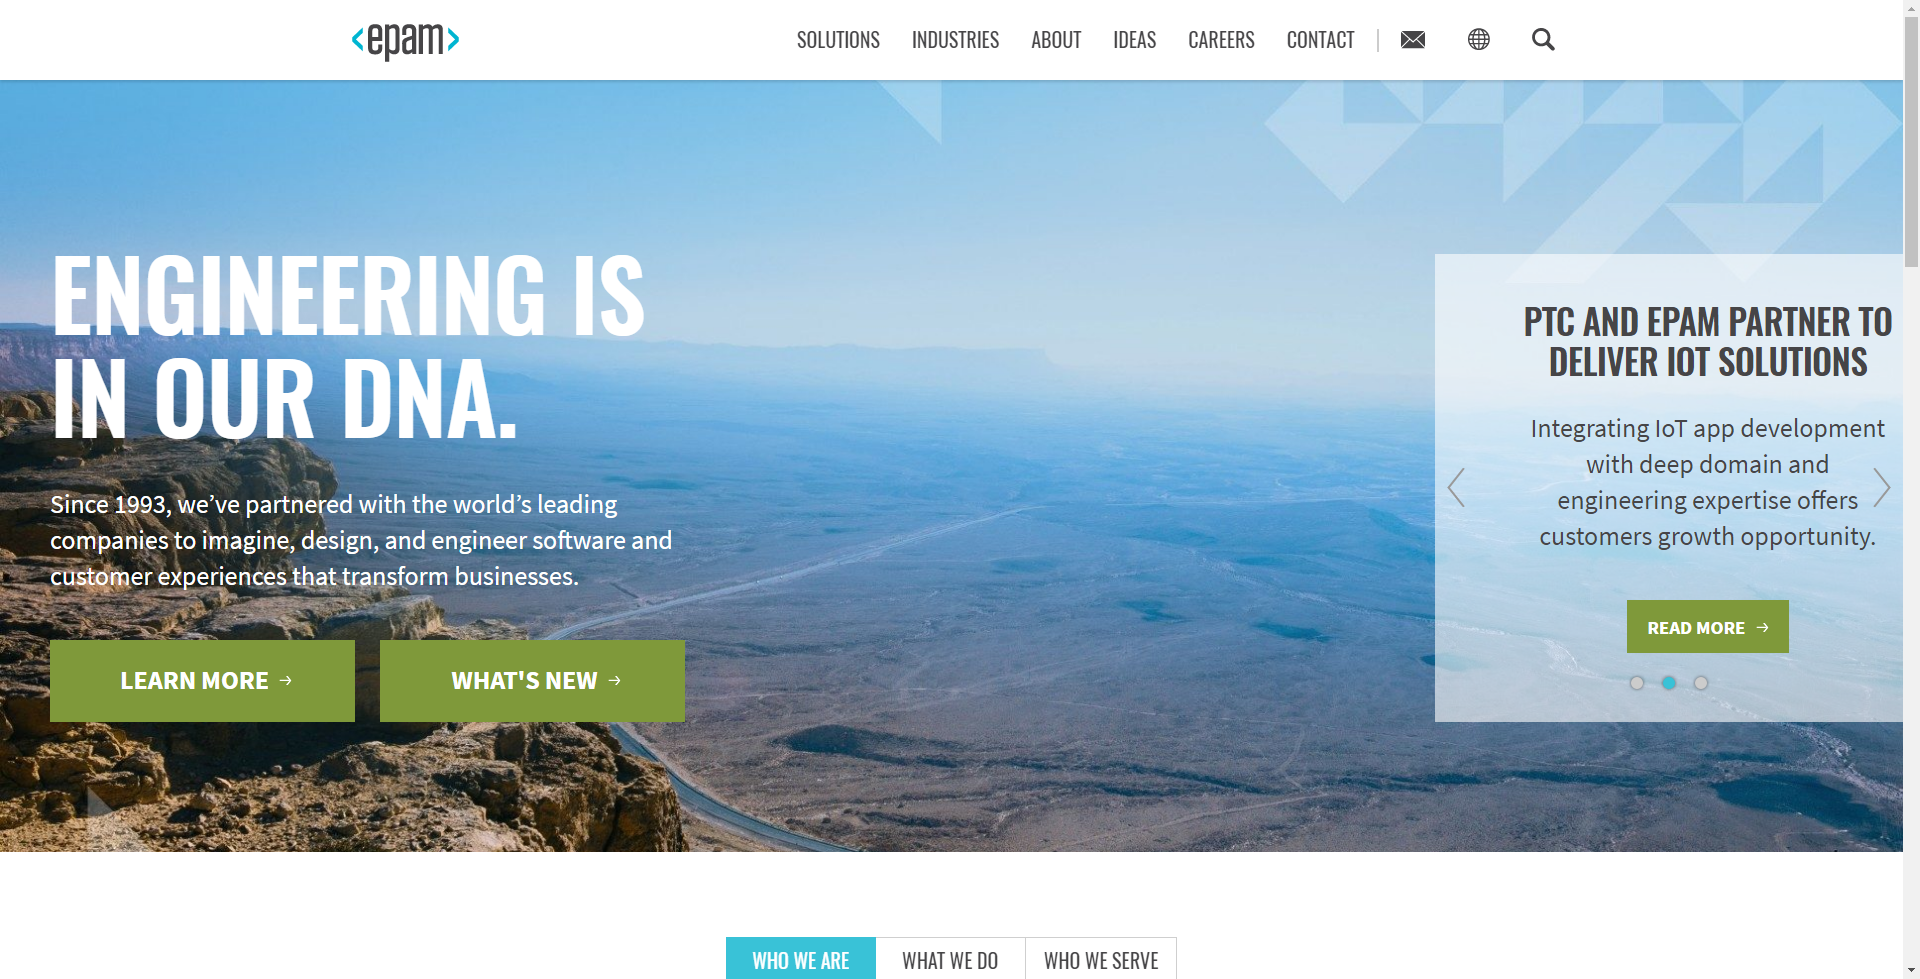 <epam>
SOLUTIONS INDUSTRIES ABOUT IDEAS CAREERS CONTACT
ENGINEERING IS
IN OUR DNA.
Since 1993, we’ve partnered with the world’s leading
companies to imagine, design, and engineer software and
customer experiences that transform businesses.
LEARN MORE →
WHAT'S NEW →
PTC AND EPAM PARTNER TO
DELIVER IOT SOLUTIONS
Integrating IoT app development
with deep domain and
engineering expertise offers
customers growth opportunity.
READ MORE →
WHO WE ARE WHAT WE DO WHO WE SERVE